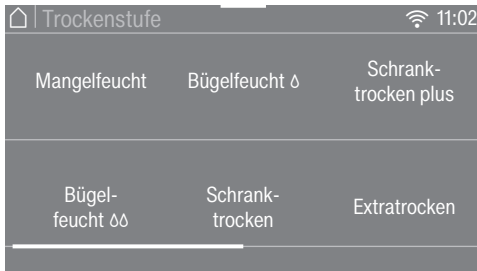 Trockenstufe 11:02
Mangelfeucht Bügelfeucht Schrank-
trocken plus
Bügel-
feucht Schrank-
trocken Extratrocken